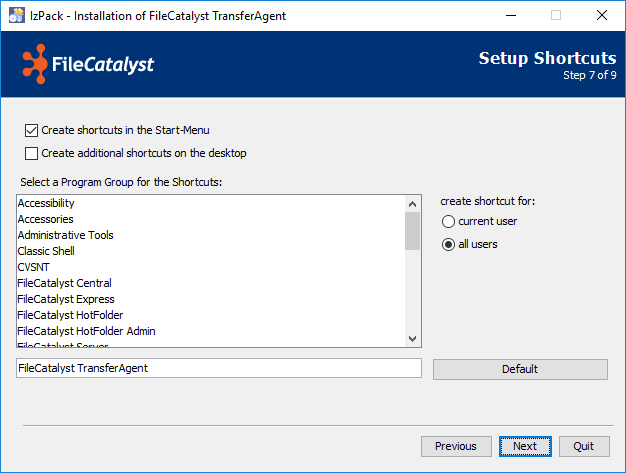 IzPack - Installation of FileCatalyst TransferAgent
FileCatalyst
Setup Shortcuts
Step 7 of 9
Create shortcuts in the Start-Menu
Create additional shortcuts on the desktop
Select a Program Group for the Shortcuts:
Accessibility
Accessories
Administrative Tools
Classic Shell
CVSNT
FileCatalyst Central
FileCatalyst Express
FileCatalyst HotFolder
FileCatalyst HotFolder Admin
FileCatalyst Server
create shortcut for:
current user
all users
FileCatalyst TransferAgent
Default
Previous
Next
Quit